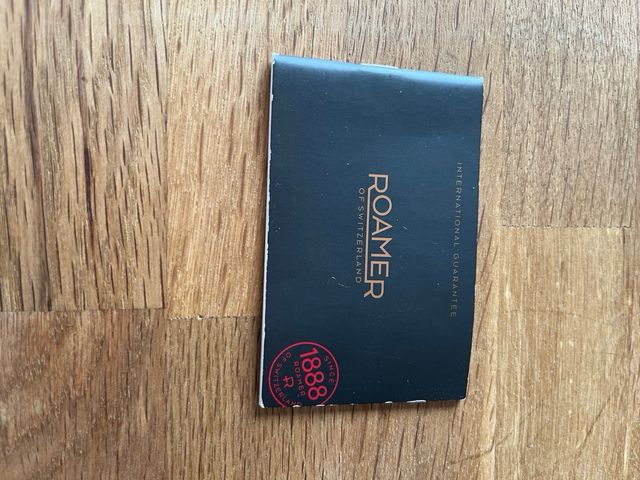 INTERNATIONAL GUARANTEE
ROAMER
OF SWITZERLAND
SINCE
1888
ROAMER
OF SWITZERLAND